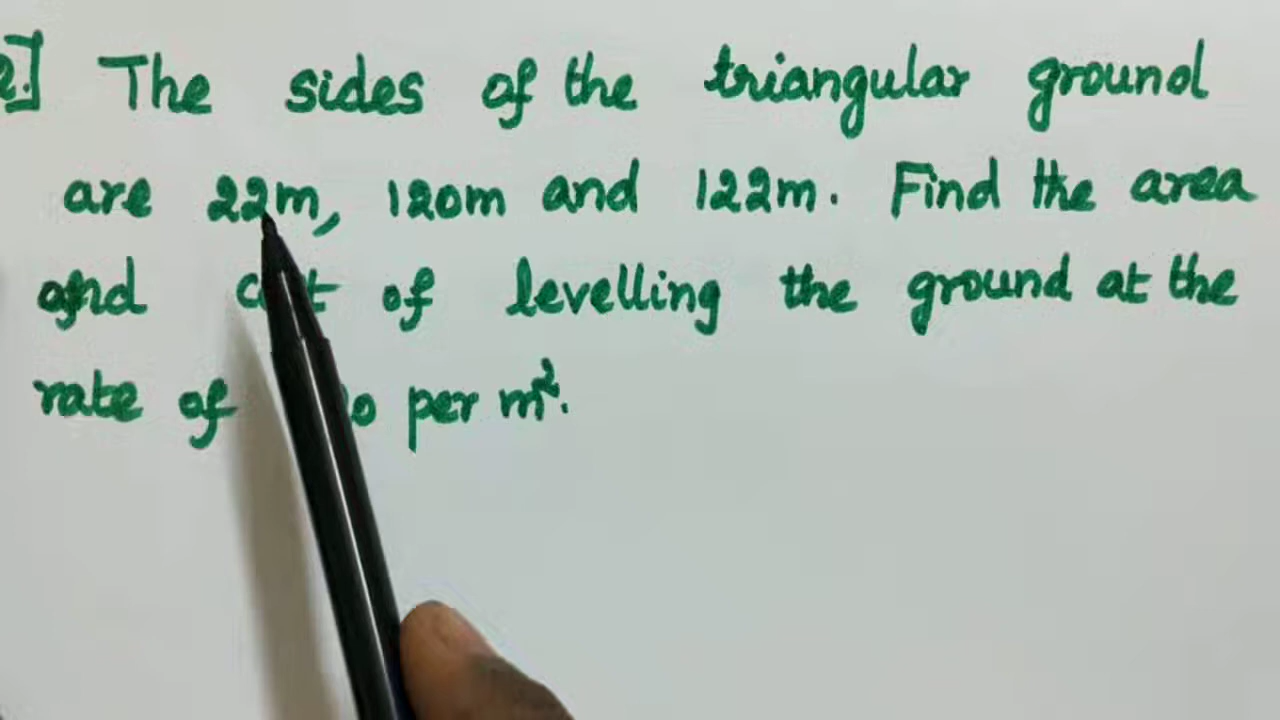 The sides of the triangular ground
are 22m, 120m and 122m. Find the area
and of levelling the ground at the
rate of per m².